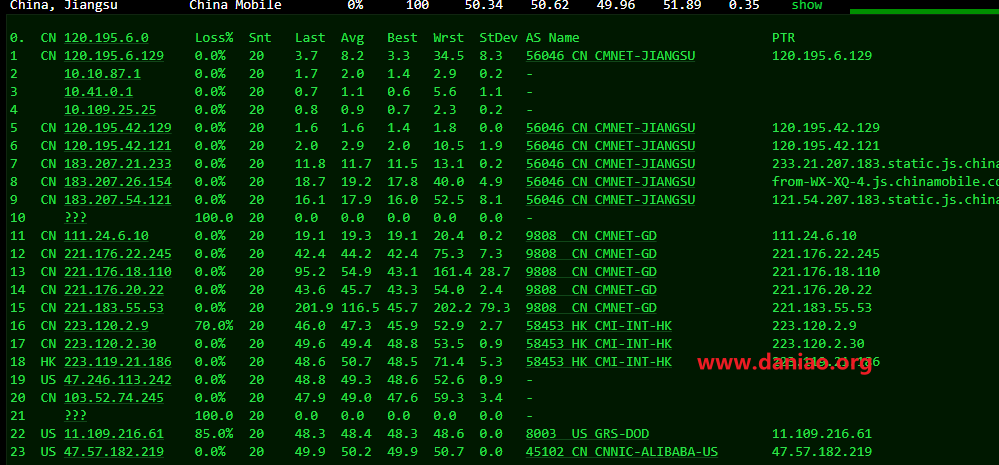 China, Jiangsu China Mobile 0% 100 50.34 50.62 49.96 51.89 0.35 show
0. CN 120.195.6.0 Loss% Snt Last Avg Best Wrst StDev AS Name PTR
1 CN 120.195.6.129 0.0% 20 3.7 8.2 3.3 34.5 8.3 56046 CN CMNET-JIANGSU 120.195.6.129
2 10.10.87.1 0.0% 20 1.7 2.0 1.4 2.9 0.2 -
3 10.41.0.1 0.0% 20 0.7 1.1 0.6 5.6 1.1 -
4 10.109.25.25 0.0% 20 0.8 0.9 0.7 2.3 0.2 -
5 CN 120.195.42.129 0.0% 20 1.6 1.6 1.4 1.8 0.0 56046 CN CMNET-JIANGSU 120.195.42.129
6 CN 120.195.42.121 0.0% 20 2.0 2.9 2.0 10.5 1.9 56046 CN CMNET-JIANGSU 120.195.42.121
7 CN 183.207.21.233 0.0% 20 11.8 11.7 11.5 13.1 0.2 56046 CN CMNET-JIANGSU 233.21.207.183.static.js.china
8 CN 183.207.26.154 0.0% 20 18.7 19.2 17.8 40.0 4.9 56046 CN CMNET-JIANGSU from-WX-XQ-4.js.chinamobile.co
9 CN 183.207.54.121 0.0% 20 16.1 17.9 16.0 52.5 8.1 56046 CN CMNET-JIANGSU 121.54.207.183.static.js.china
10 ??? 100.0 20 0.0 0.0 0.0 0.0 0.0 -
11 CN 111.24.6.10 0.0% 20 19.1 19.3 19.1 20.4 0.2 9808 CN CMNET-GD 111.24.6.10
12 CN 221.176.22.245 0.0% 20 42.4 44.2 42.4 75.3 7.3 9808 CN CMNET-GD 221.176.22.245
13 CN 221.176.18.110 0.0% 20 95.2 54.9 43.1 161.4 28.7 9808 CN CMNET-GD 221.176.18.110
14 CN 221.176.20.22 0.0% 20 43.6 45.7 43.3 54.0 2.4 9808 CN CMNET-GD 221.176.20.22
15 CN 221.183.55.53 0.0% 20 201.9 116.5 45.7 202.2 79.3 9808 CN CMNET-GD 221.183.55.53
16 CN 223.120.2.9 70.0% 20 46.0 47.3 45.9 52.9 2.7 58453 HK CMI-INT-HK 223.120.2.9
17 CN 223.120.2.30 0.0% 20 49.6 49.4 48.8 53.5 0.9 58453 HK CMI-INT-HK 223.120.2.30
18 HK 223.119.21.186 0.0% 20 48.6 50.7 48.5 71.4 5.3 58453 HK CMI-INT-HK 223.119.21.186
www.daniao.org
19 US 47.246.113.242 0.0% 20 48.8 49.3 48.6 52.6 0.9 -
20 CN 103.52.74.245 0.0% 20 47.9 49.0 47.6 59.3 3.4 -
21 ??? 100.0 20 0.0 0.0 0.0 0.0 0.0 -
22 US 11.109.216.61 85.0% 20 48.3 48.4 48.3 48.6 0.0 8003 US GRS-DOD 11.109.216.61
23 US 47.57.182.219 0.0% 20 49.9 50.2 49.9 50.7 0.0 45102 CN CNNIC-ALIBABA-US 47.57.182.219